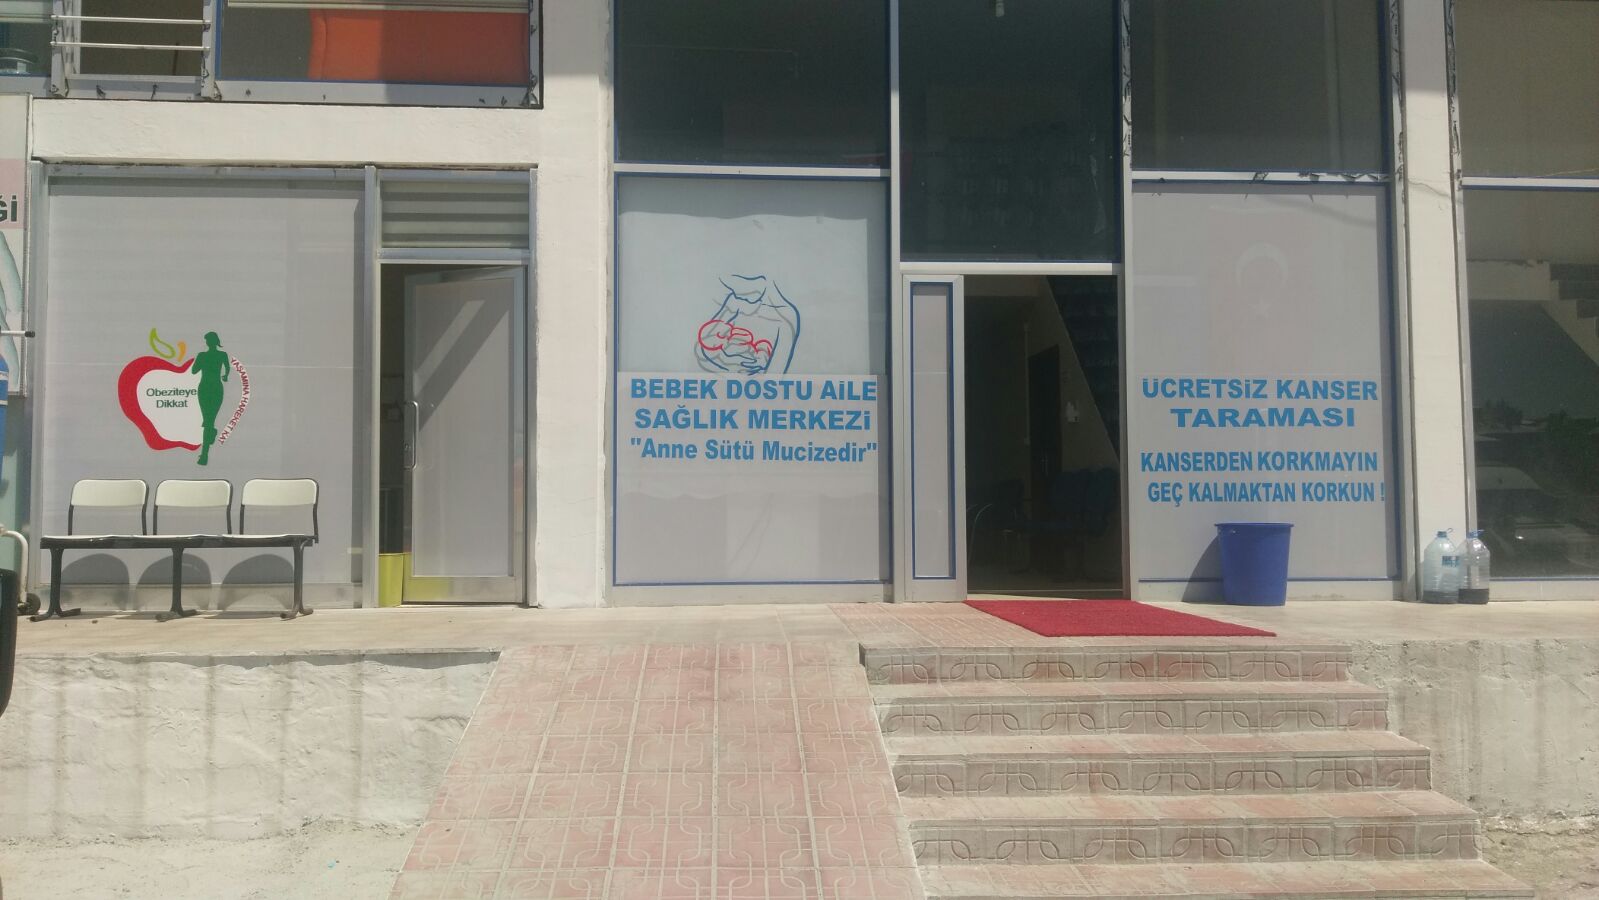 Obeziteye
Dikkat
YAŞAMINA HAREKET KAT
BEBEK DOSTU AİLE
SAĞLIK MERKEZİ
"Anne Sütü Mucizedir"
ÜCRETSİZ KANSER
TARAMASI
KANSERDEN KORKMAYIN
GEÇ KALMAKTAN KORKUN !